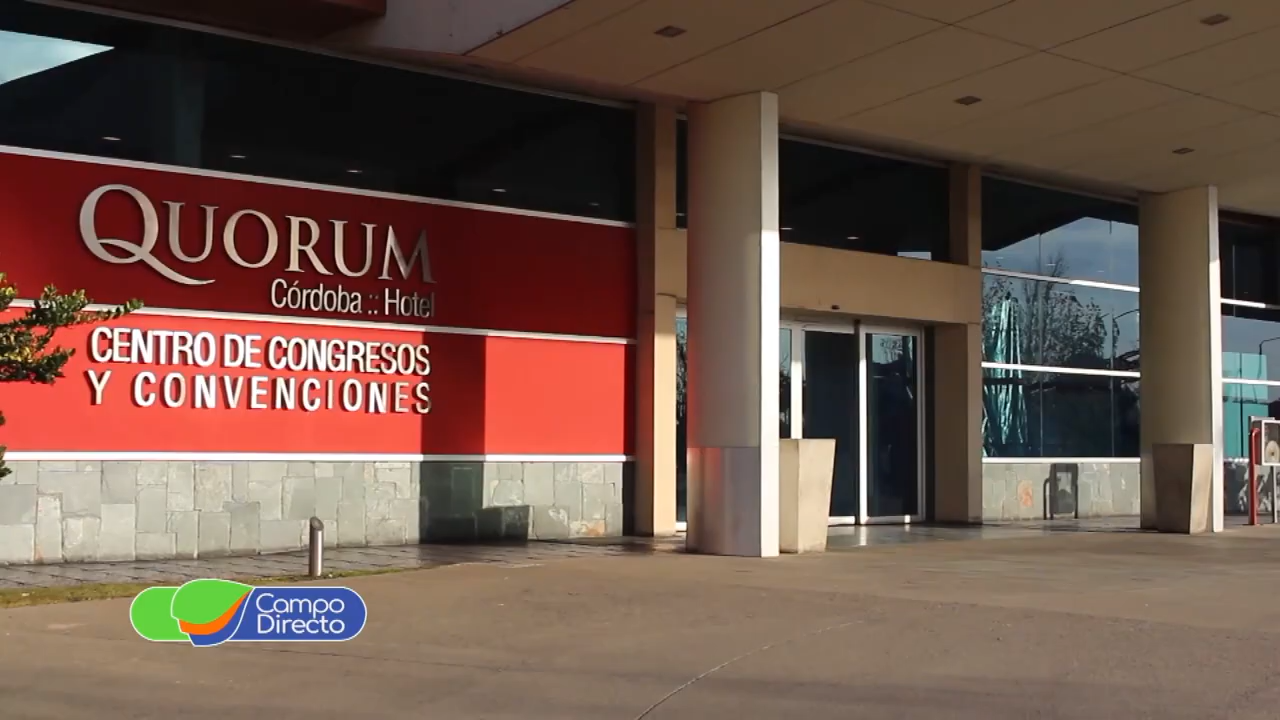 QUORUM
Córdoba :: Hotel
CENTRO DE CONGRESOS
Y CONVENCIONES
Campo
Directo